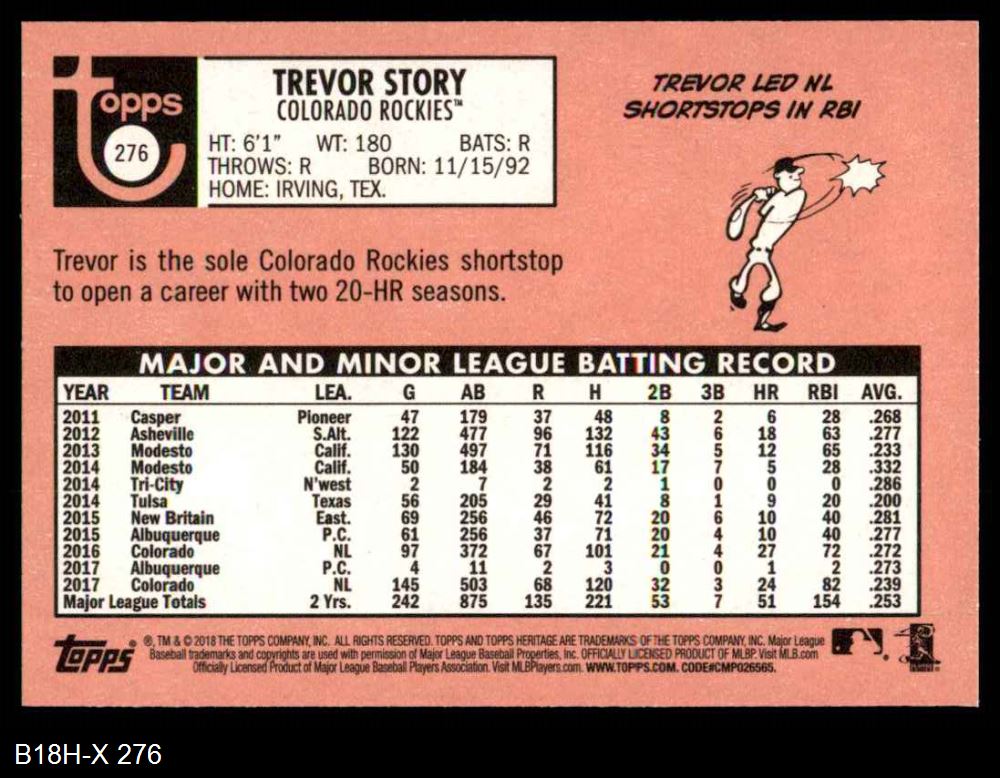 Topps
276
TREVOR STORY
COLORADO ROCKIES™
HT: 6'1" WT: 180 BATS: R
THROWS: R BORN: 11/15/92
HOME: IRVING, TEX.
TREVOR LED NL
SHORTSTOPS IN RBI
Trevor is the sole Colorado Rockies shortstop
to open a career with two 20-HR seasons.
MAJOR AND MINOR LEAGUE BATTING RECORD
YEAR TEAM LEA. G AB R H 2B 3B HR RBI AVG.
2011 Casper Pioneer 47 179 37 48 8 2 6 28 .268
2012 Asheville S.Alt. 122 477 96 132 43 6 18 63 .277
2013 Modesto Calif. 130 497 71 116 34 5 12 65 .233
2014 Modesto Calif. 50 184 38 61 17 7 5 28 .332
2014 Tri-City N'west 2 7 2 2 1 0 0 0 .286
2014 Tulsa Texas 56 205 29 41 8 1 9 20 .200
2015 New Britain East. 69 256 46 72 20 6 10 40 .281
2015 Albuquerque P.C. 61 256 37 71 20 4 10 40 .277
2016 Colorado NL 97 372 67 101 21 4 27 72 .272
2017 Albuquerque P.C. 4 11 2 3 0 0 1 2 .273
2017 Colorado NL 145 503 68 120 32 3 24 82 .239
Major League Totals 2 Yrs. 242 875 135 221 53 7 51 154 .253
TOPPS® ®, TM & © 2018 THE TOPPS COMPANY, INC. ALL RIGHTS RESERVED. TOPPS AND TOPPS HERITAGE ARE TRADEMARKS OF THE TOPPS COMPANY, INC. Major League
Baseball trademarks and copyrights are used with permission of Major League Baseball Properties, Inc. OFFICIALLY LICENSED PRODUCT OF MLBP. Visit MLB.com
Officially Licensed Product of Major League Baseball Players Association. Visit MLBPlayers.com. WWW.TOPPS.COM. CODE#CMP026565.
B18H-X 276